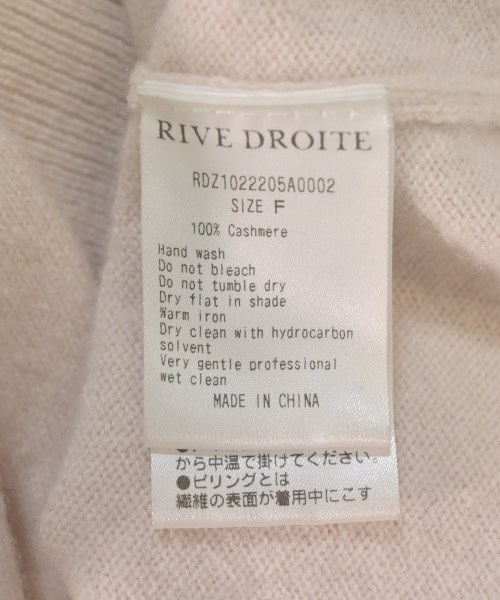 RIVE DROITE
RDZ1022205A0002
SIZE F
100% Cashmere
Hand wash
Do not bleach
Do not tumble dry
Dry flat in shade
Warm iron
Dry clean with hydrocarbon
solvent
Very gentle professional
wet clean
MADE IN CHINA
から中温で掛けてください。
●ピリングとは
繊維の表面が着用中にこす